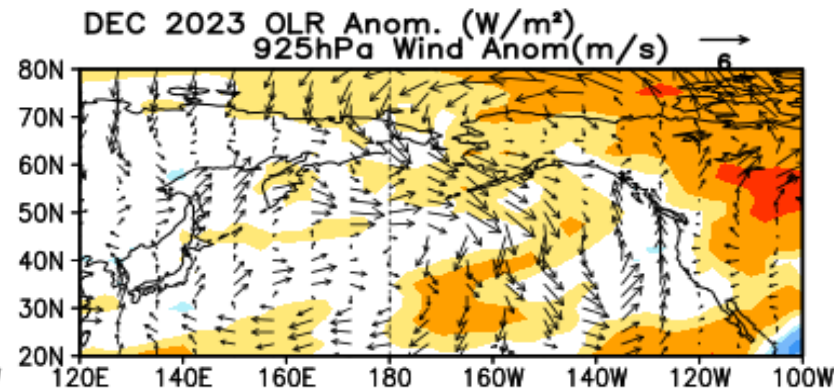 DEC 2023 OLR Anom. (W/m²)
925hPa Wind Anom(m/s)
6
80N
70N
60N
50N
40N
30N
20N
120E 140E 160E 180 160W 140W 120W 100W